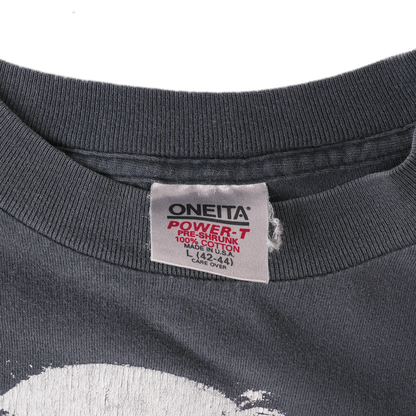 ONEITA®
POWER-T
PRE-SHRUNK
100% COTTON
MADE IN U.S.A.
L (42-44)
CARE OVER